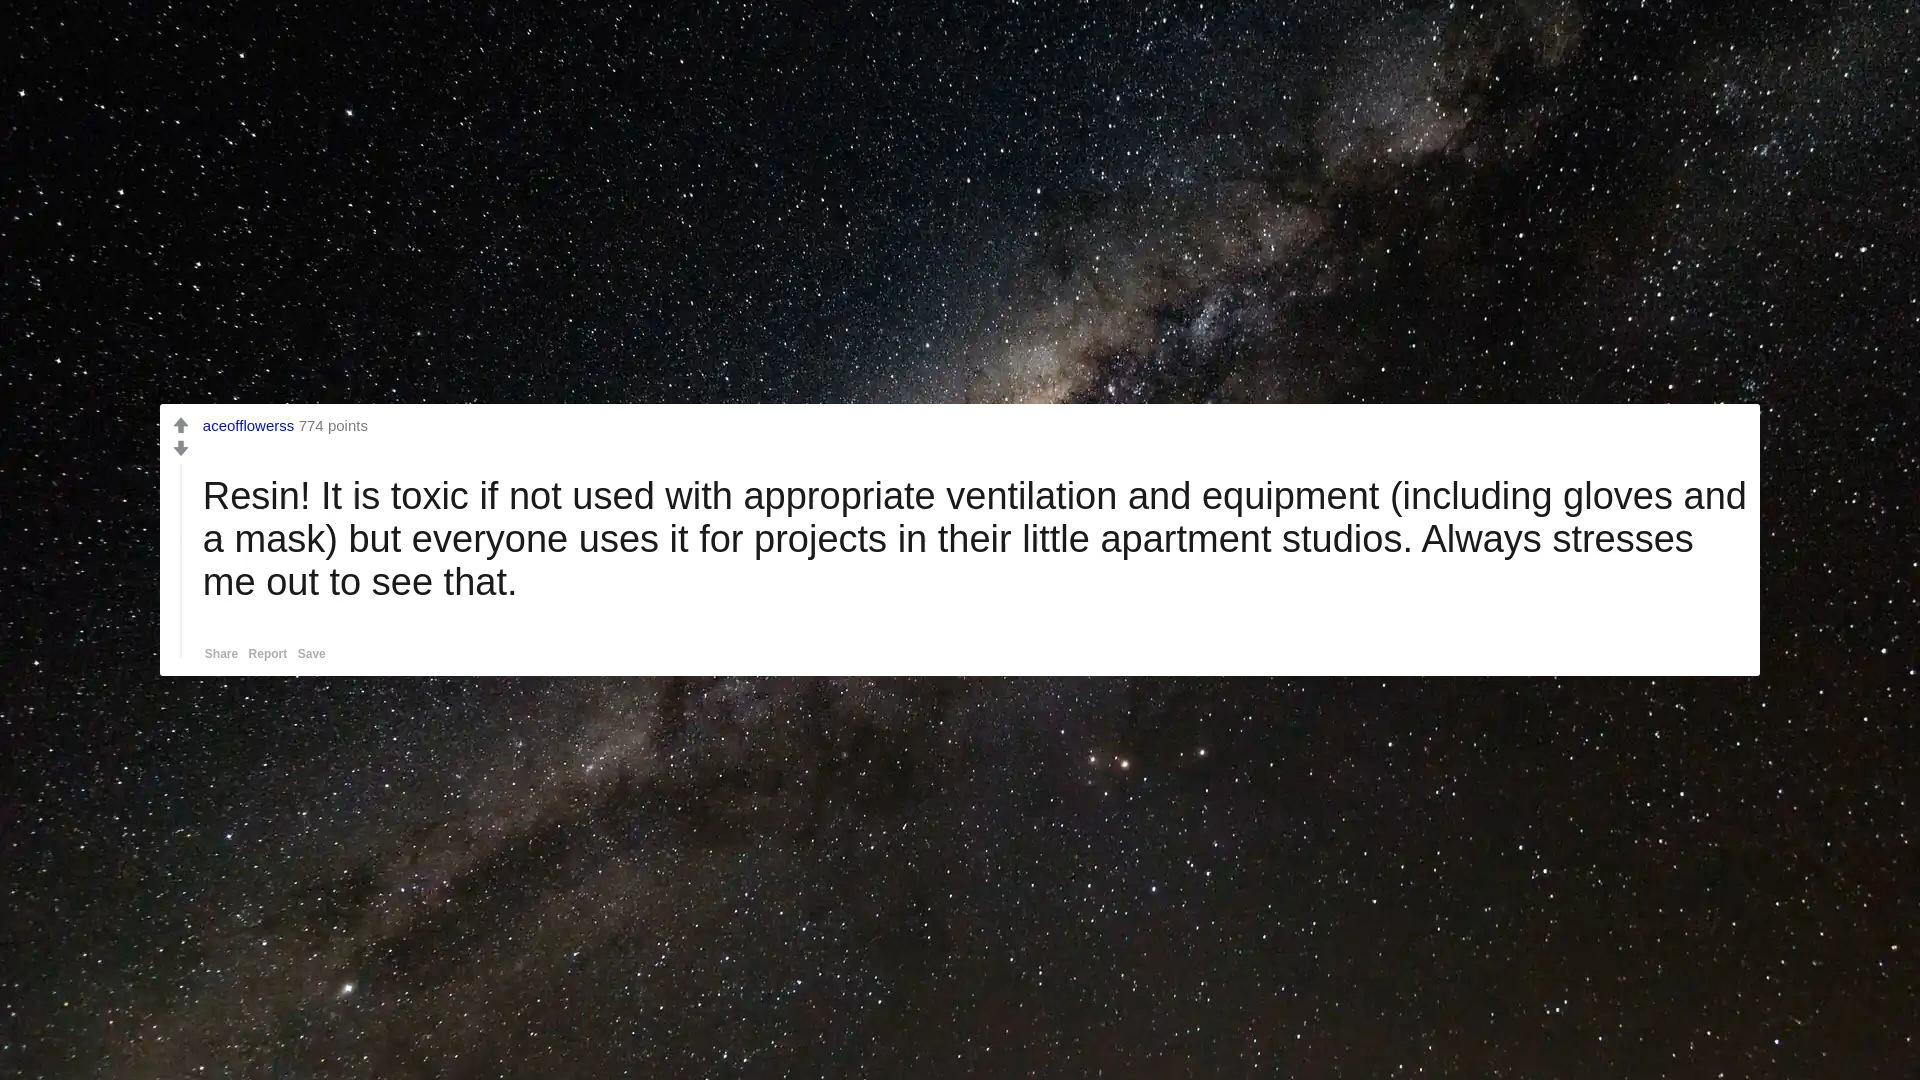 aceofflowerss 774 points
Resin! It is toxic if not used with appropriate ventilation and equipment (including gloves and
a mask) but everyone uses it for projects in their little apartment studios. Always stresses
me out to see that.
Share Report Save